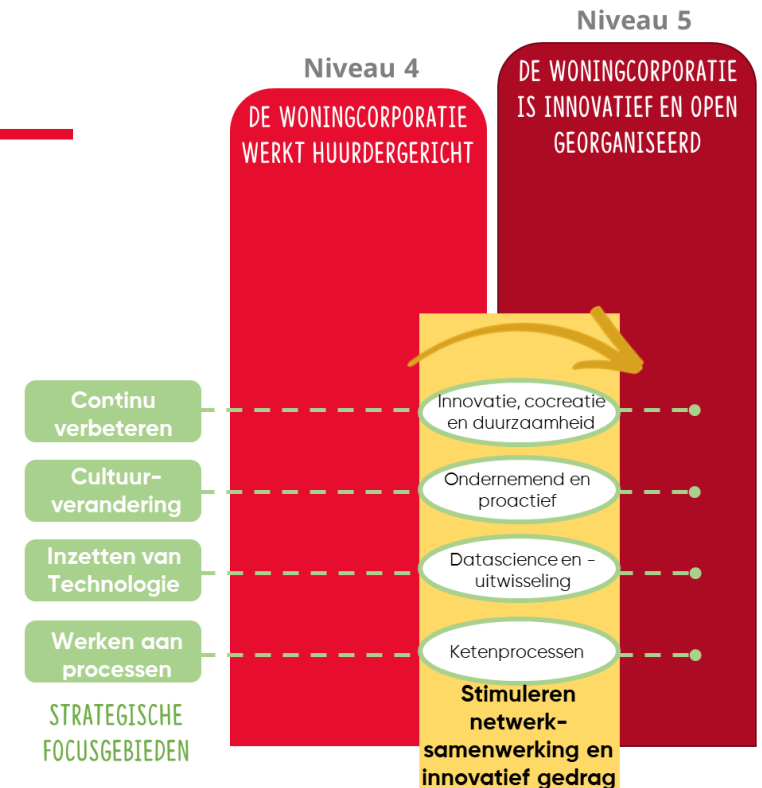 Niveau 5
Niveau 4
DE WONINGCORPORATIE
IS INNOVATIEF EN OPEN
GEORGANISEERD
DE WONINGCORPORATIE
WERKT HUURDERGERICHT
Continu
verbeteren
Innovatie, cocreatie
en duurzaamheid
Cultuur-
verandering
Ondernemend en
proactief
Inzetten van
Technologie
Datascience en -
uitwisseling
Werken aan
processen
Ketenprocessen
STRATEGISCHE
FOCUSGEBIEDEN
Stimuleren
netwerk-
samenwerking en
innovatief gedrag